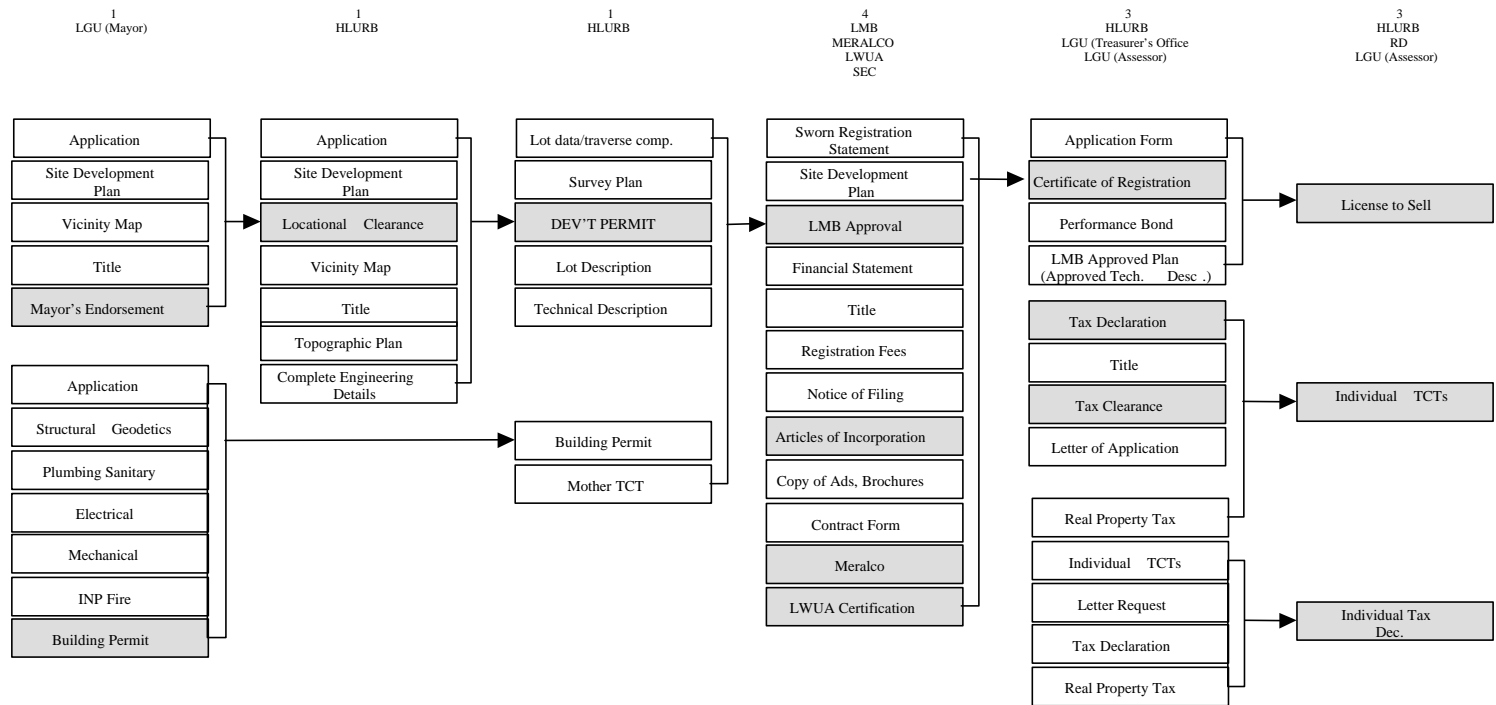 1
LGU (Mayor)
1
HLURB
1
HLURB
4
LMB
MERALCO
LWUA
SEC
3
HLURB
LGU (Treasurer's Office
LGU (Assessor)
3
HLURB
RD
LGU (Assessor)
Application
Site Development
Plan
Vicinity Map
Title
Mayor's Endorsement
Application
Structural Geodetics
Plumbing Sanitary
Electrical
Mechanical
INP Fire
Building Permit
Application
Site Development
Plan
Locational Clearance
Vicinity Map
Title
Topographic Plan
Complete Engineering
Details
Lot data/traverse comp.
Survey Plan
DEV'T PERMIT
Lot Description
Technical Description
Building Permit
Mother TCT
Sworn Registration
Statement
Site Development
Plan
LMB Approval
Financial Statement
Title
Registration Fees
Notice of Filing
Articles of Incorporation
Copy of Ads, Brochures
Contract Form
Meralco
LWUA Certification
Application Form
Certificate of Registration
Performance Bond
LMB Approved Plan
(Approved Tech. Desc .)
Tax Declaration
Title
Tax Clearance
Letter of Application
Real Property Tax
Individual TCTs
Letter Request
Tax Declaration
Real Property Tax
License to Sell
Individual TCTs
Individual Tax
Dec.